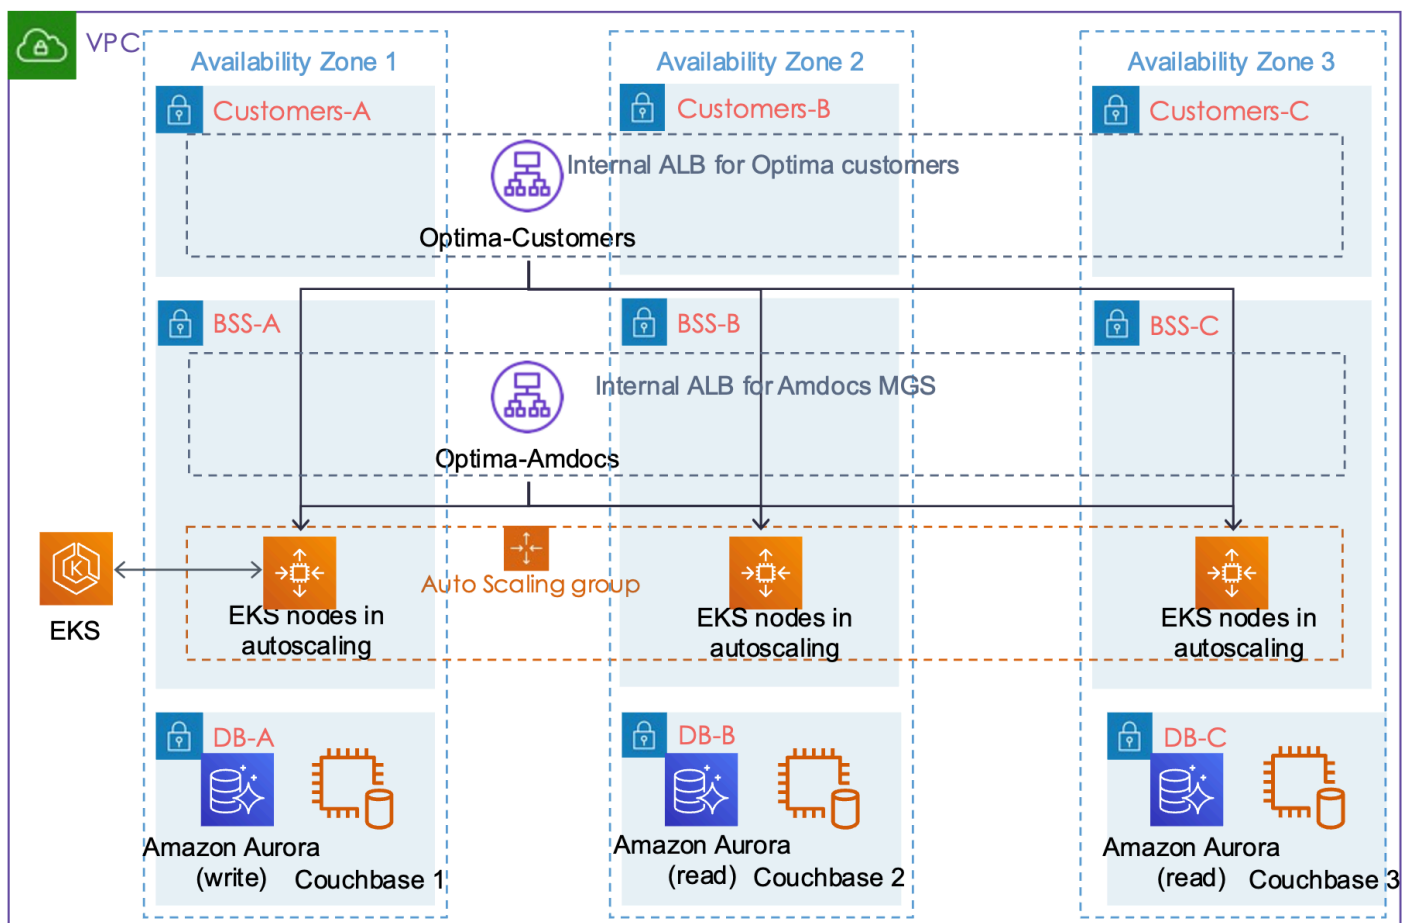 VPC
Availability Zone 1
Availability Zone 2
Availability Zone 3
Customers-A
Customers-B
Customers-C
Internal ALB for Optima customers
Optima-Customers
BSS-A
BSS-B
BSS-C
Internal ALB for Amdocs MGS
Optima-Amdocs
Auto Scaling group
K
EKS
EKS nodes in
autoscaling
EKS nodes in
autoscaling
EKS nodes in
autoscaling
DB-A
DB-B
DB-C
Amazon Aurora
(write)
Couchbase 1
Amazon Aurora
(read)
Couchbase 2
Amazon Aurora
(read)
Couchbase 3